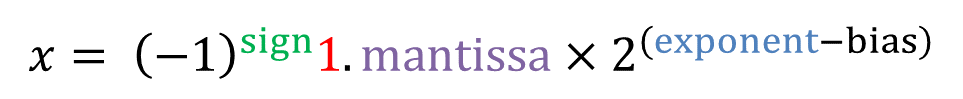 x = (−1)^sign 1.mantissa × 2^(exponent−bias)